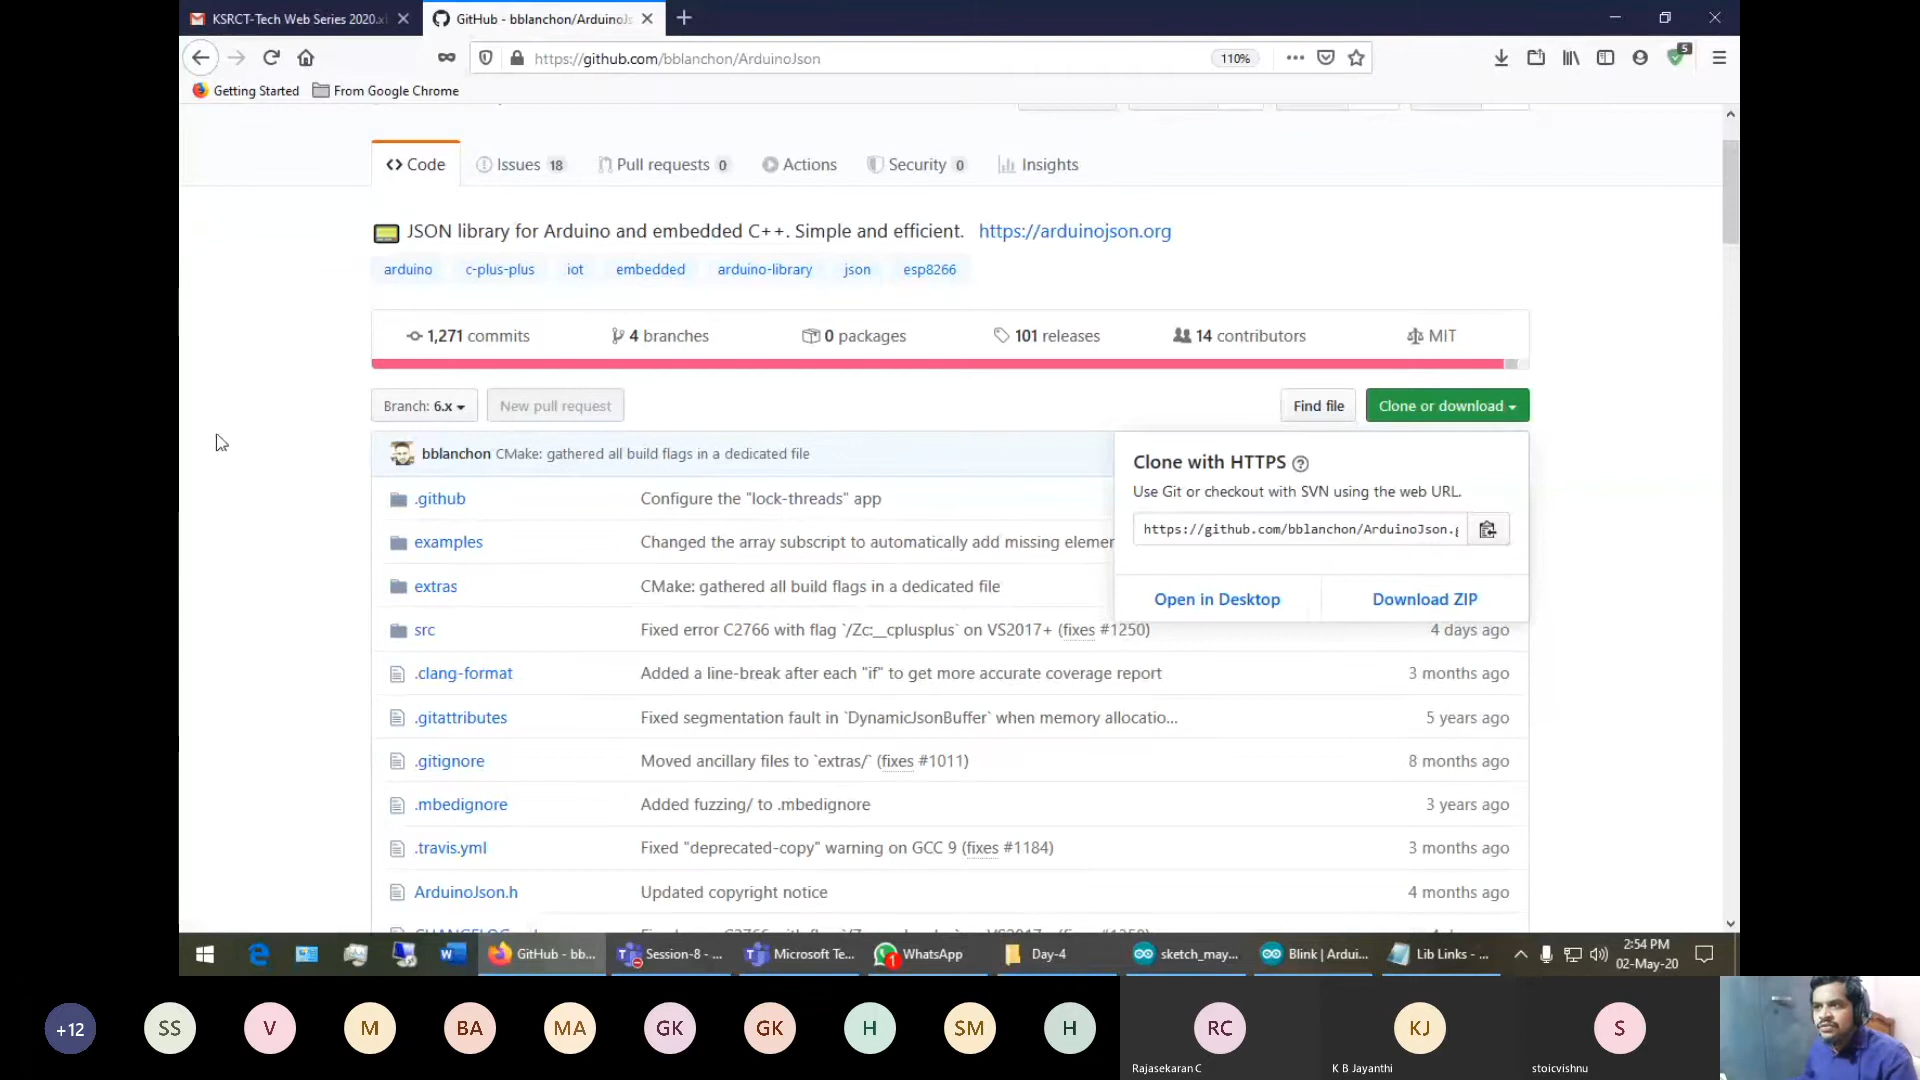 KSRCT-Tech Web Series 2020.x
GitHub - bblanchon/ArduinoJs
https://github.com/bblanchon/ArduinoJson
110%
5
Getting Started
From Google Chrome
Code
Issues 18
Pull requests 0
Actions
Security 0
Insights
JSON library for Arduino and embedded C++. Simple and efficient. https://arduinojson.org
arduino c-plus-plus iot embedded arduino-library json esp8266
1,271 commits
4 branches
0 packages
101 releases
14 contributors
MIT
Branch: 6.x
New pull request
Find file
Clone or download
bblanchon CMake: gathered all build flags in a dedicated file
Clone with HTTPS
Use Git or checkout with SVN using the web URL.
https://github.com/bblanchon/ArduinoJson.g
Open in Desktop
Download ZIP
.github Configure the "lock-threads" app
examples Changed the array subscript to automatically add missing elemen
extras CMake: gathered all build flags in a dedicated file
src Fixed error C2766 with flag `/Zc:__cplusplus` on VS2017+ (fixes #1250) 4 days ago
.clang-format Added a line-break after each "if" to get more accurate coverage report 3 months ago
.gitattributes Fixed segmentation fault in `DynamicJsonBuffer` when memory allocatio... 5 years ago
.gitignore Moved ancillary files to `extras/` (fixes #1011) 8 months ago
.mbedignore Added fuzzing/ to .mbedignore 3 years ago
.travis.yml Fixed "deprecated-copy" warning on GCC 9 (fixes #1184) 3 months ago
ArduinoJson.h Updated copyright notice 4 months ago
GitHub - bb...
Session-8 - ...
Microsoft Te...
1
WhatsApp
Day-4
sketch_may...
Blink | Ardui...
Lib Links - ...
2:54 PM
02-May-20
+12
SS
V
M
BA
MA
GK
GK
H
SM
H
RC
KJ
S
Rajasekaran C
K B Jayanthi
stoicvishnu